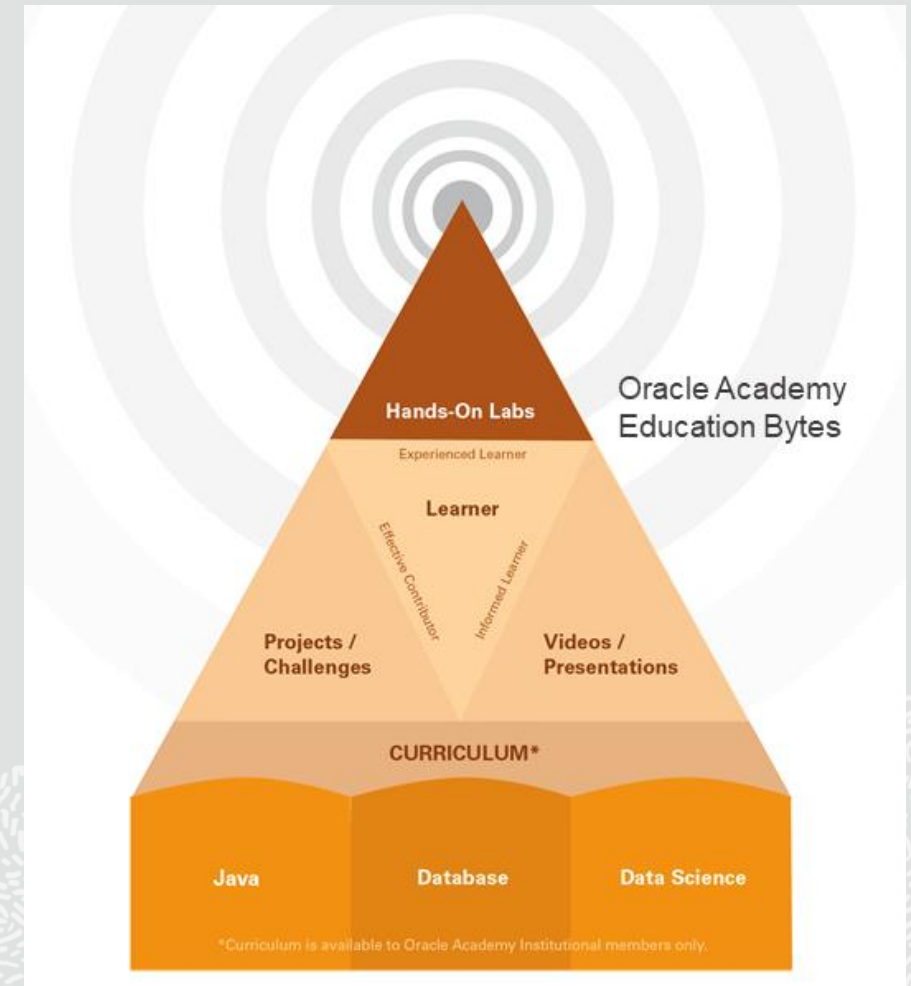 Hands-On Labs
Oracle Academy
Education Bytes
Experienced Learner
Learner
Effective Contributor
Informed Learner
Projects /
Challenges
Videos /
Presentations
CURRICULUM*
Java
Database
Data Science
*Curriculum is available to Oracle Academy Institutional members only.